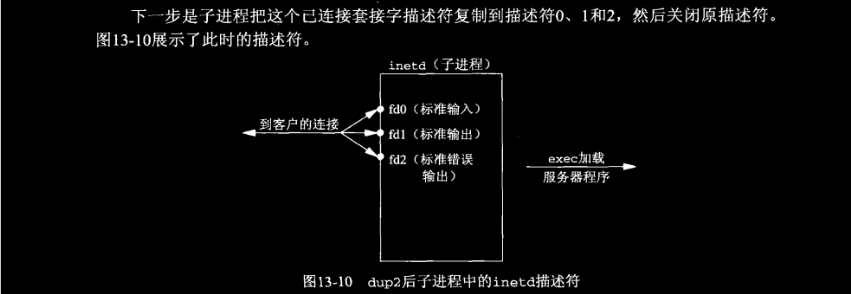 下一步是子进程把这个已连接套接字描述符复制到描述符0、1和2，然后关闭原描述符。
图13-10展示了此时的描述符。
inetd（子进程）
fd0（标准输入）
到客户的连接
fd1（标准输出）
fd2（标准错误
输出）
exec加载
服务器程序
图13-10 dup2后子进程中的inetd描述符